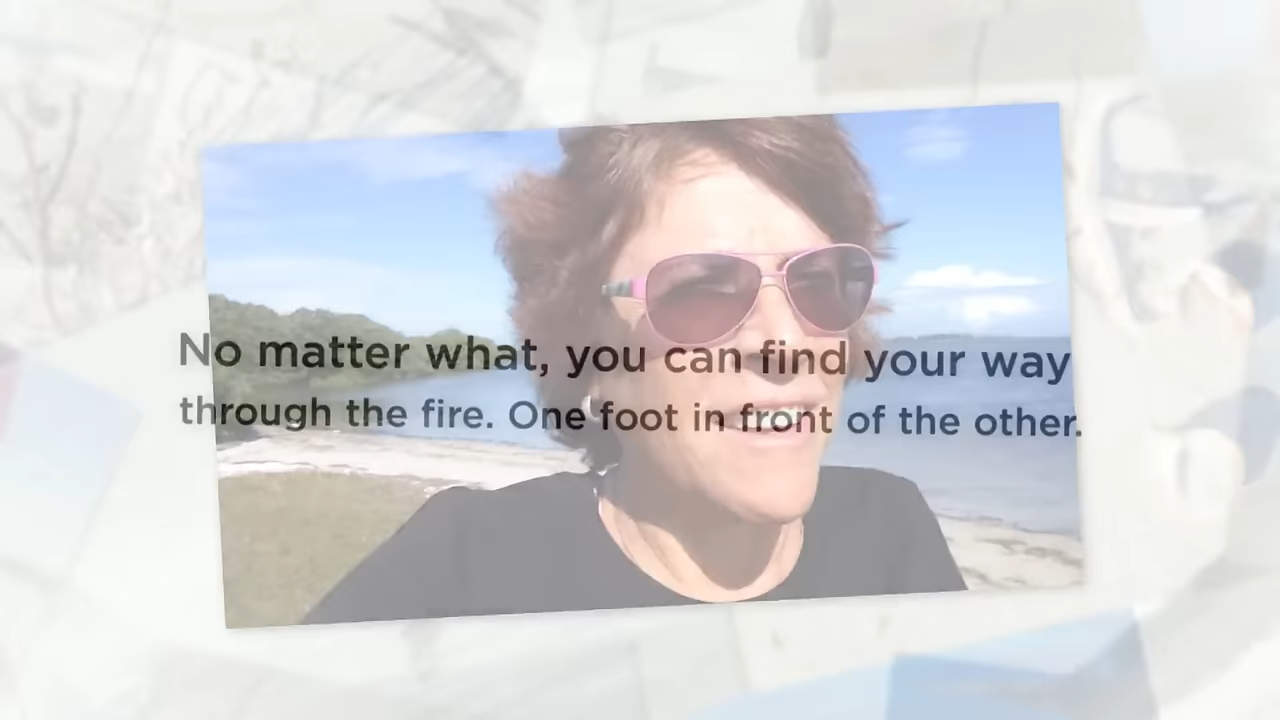 No matter what, you can find your way
through the fire. One foot in front of the other.